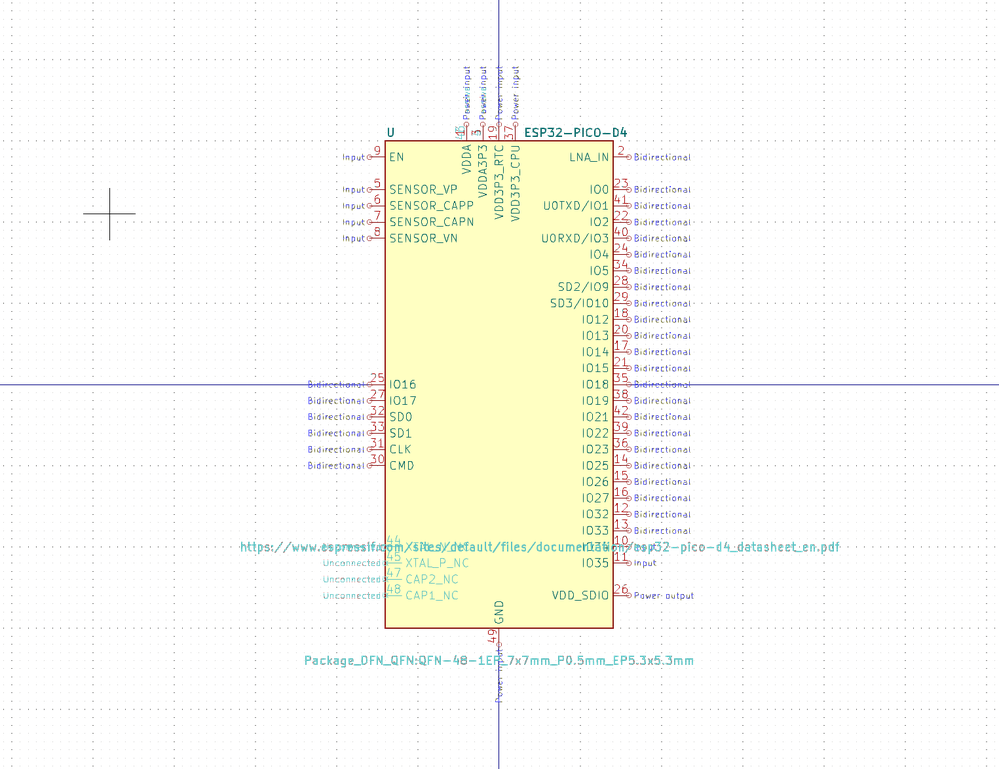 Power input
Power input
Power input
Power input
U
ESP32-PICO-D4
1
19
37
VDDA
VDDA3P3
VDD3P3_RTC
VDD3P3_CPU
Input 9 EN
LNA_IN 2 Bidirectional
Input 5 SENSOR_VP
IO0 23 Bidirectional
Input 6 SENSOR_CAPP
U0TXD/IO1 41 Bidirectional
Input 7 SENSOR_CAPN
IO2 22 Bidirectional
Input 8 SENSOR_VN
U0RXD/IO3 40 Bidirectional
IO4 24 Bidirectional
IO5 34 Bidirectional
SD2/IO9 28 Bidirectional
SD3/IO10 29 Bidirectional
IO12 18 Bidirectional
IO13 20 Bidirectional
IO14 17 Bidirectional
IO15 21 Bidirectional
Bidirectional 25 IO16
IO18 35 Bidirectional
Bidirectional 27 IO17
IO19 38 Bidirectional
Bidirectional 32 SD0
IO21 42 Bidirectional
Bidirectional 33 SD1
IO22 39 Bidirectional
Bidirectional 31 CLK
IO23 36 Bidirectional
Bidirectional 30 CMD
IO25 14 Bidirectional
IO26 15 Bidirectional
IO27 16 Bidirectional
IO32 12 Bidirectional
IO33 13 Bidirectional
44
10
https://www.espressif.com/sites/default/files/documentation/esp32-pico-d4_datasheet_en.pdf
Unconnected 45 XTAL_P_NC
IO35 11 Input
Unconnected 47 CAP2_NC
Unconnected 48 CAP1_NC
VDD_SDIO 26 Power output
GND
49
Package_DFN_QFN:QFN-48-1EP_7x7mm_P0.5mm_EP5.3x5.3mm
Power input